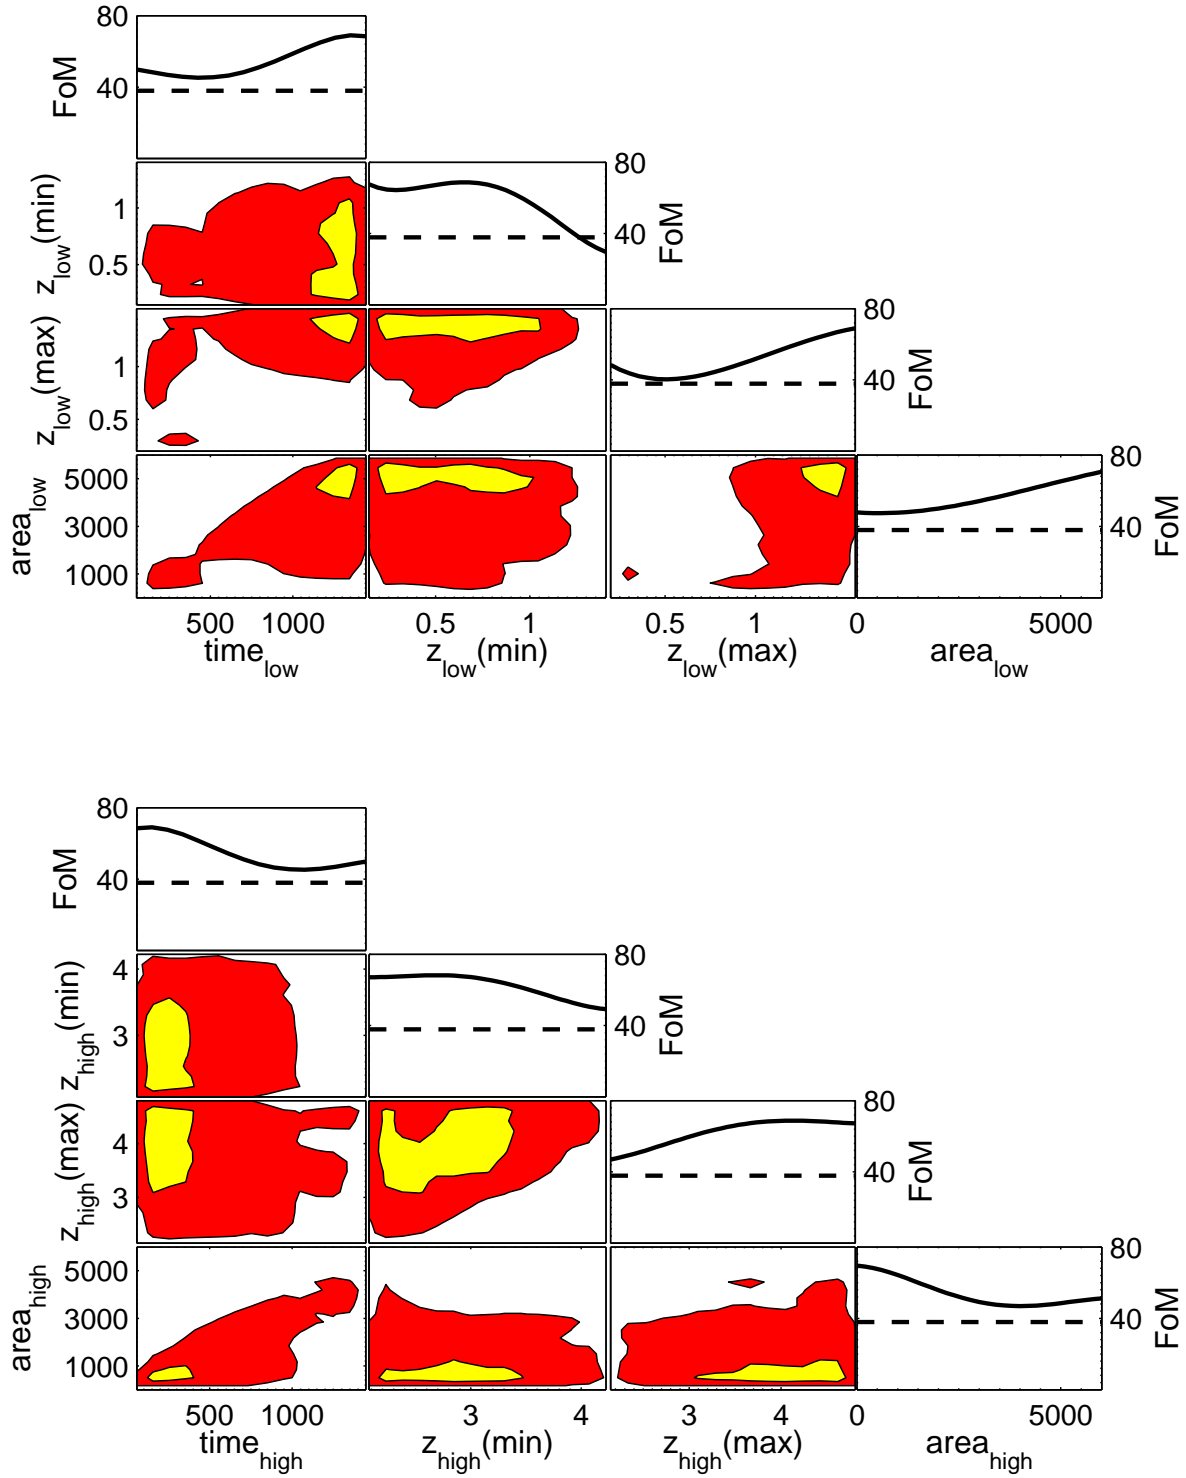 80
40
FoM
1
0.5
z_low(min)
80
40
FoM
1
0.5
z_low(max)
80
40
FoM
5000
3000
1000
area_low
80
40
FoM
500 1000 0.5 1 0.5 1 0 5000
time_low z_low(min) z_low(max) area_low
80
40
FoM
4
3
z_high(min)
80
40
FoM
4
3
z_high(max)
80
40
FoM
5000
3000
1000
area_high
80
40
FoM
500 1000 3 4 3 4 0 5000
time_high z_high(min) z_high(max) area_high